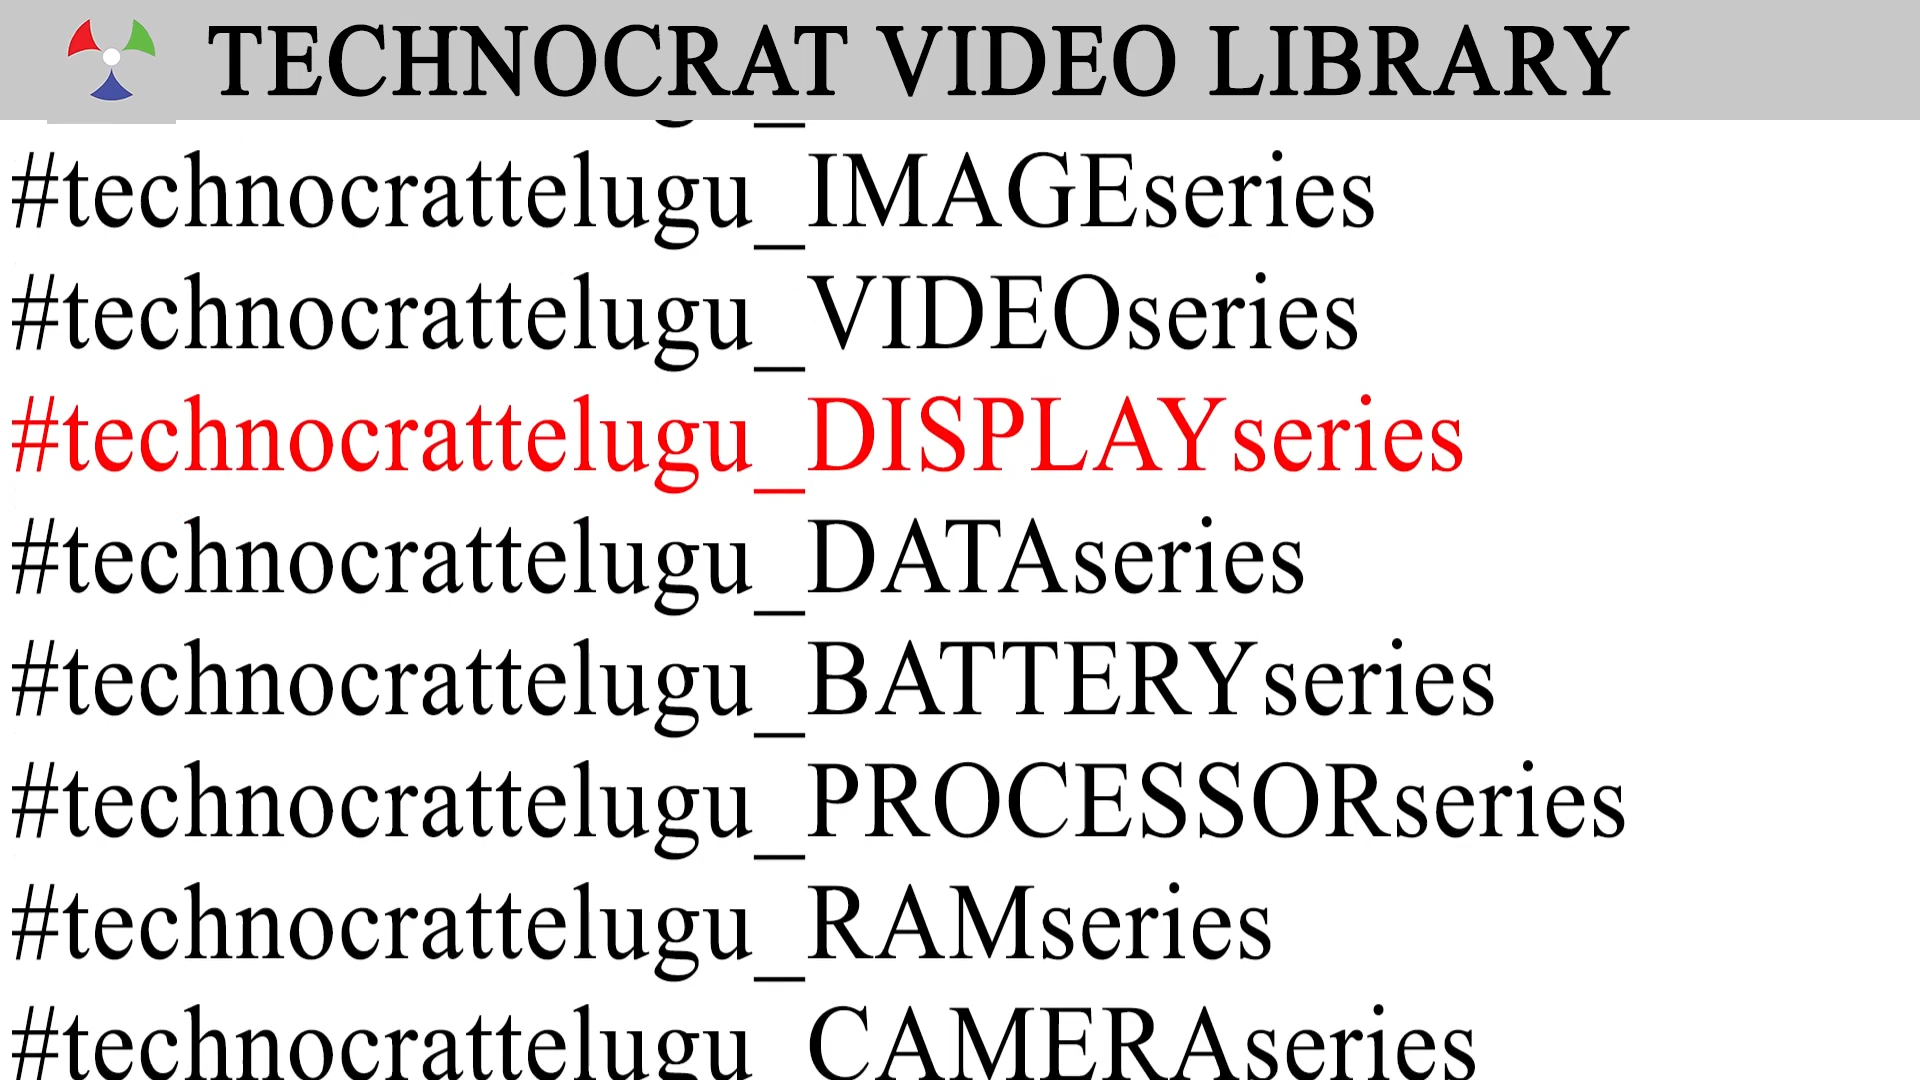 TECHNOCRAT VIDEO LIBRARY
#technocrattelugu_IMAGEseries
#technocrattelugu_VIDEOseries
#technocrattelugu_DISPLAYseries
#technocrattelugu_DATAseries
#technocrattelugu_BATTERYseries
#technocrattelugu_PROCESSORseries
#technocrattelugu_RAMseries
#technocrattelugu_CAMERAseries